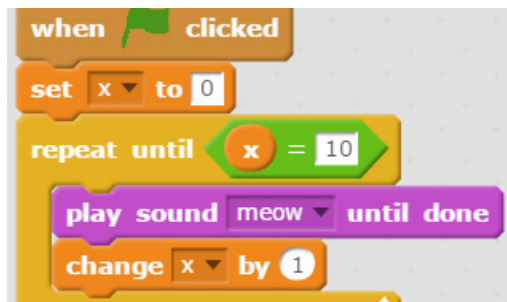 when clicked
set x to 0
repeat until x = 10
play sound meow until done
change x by 1